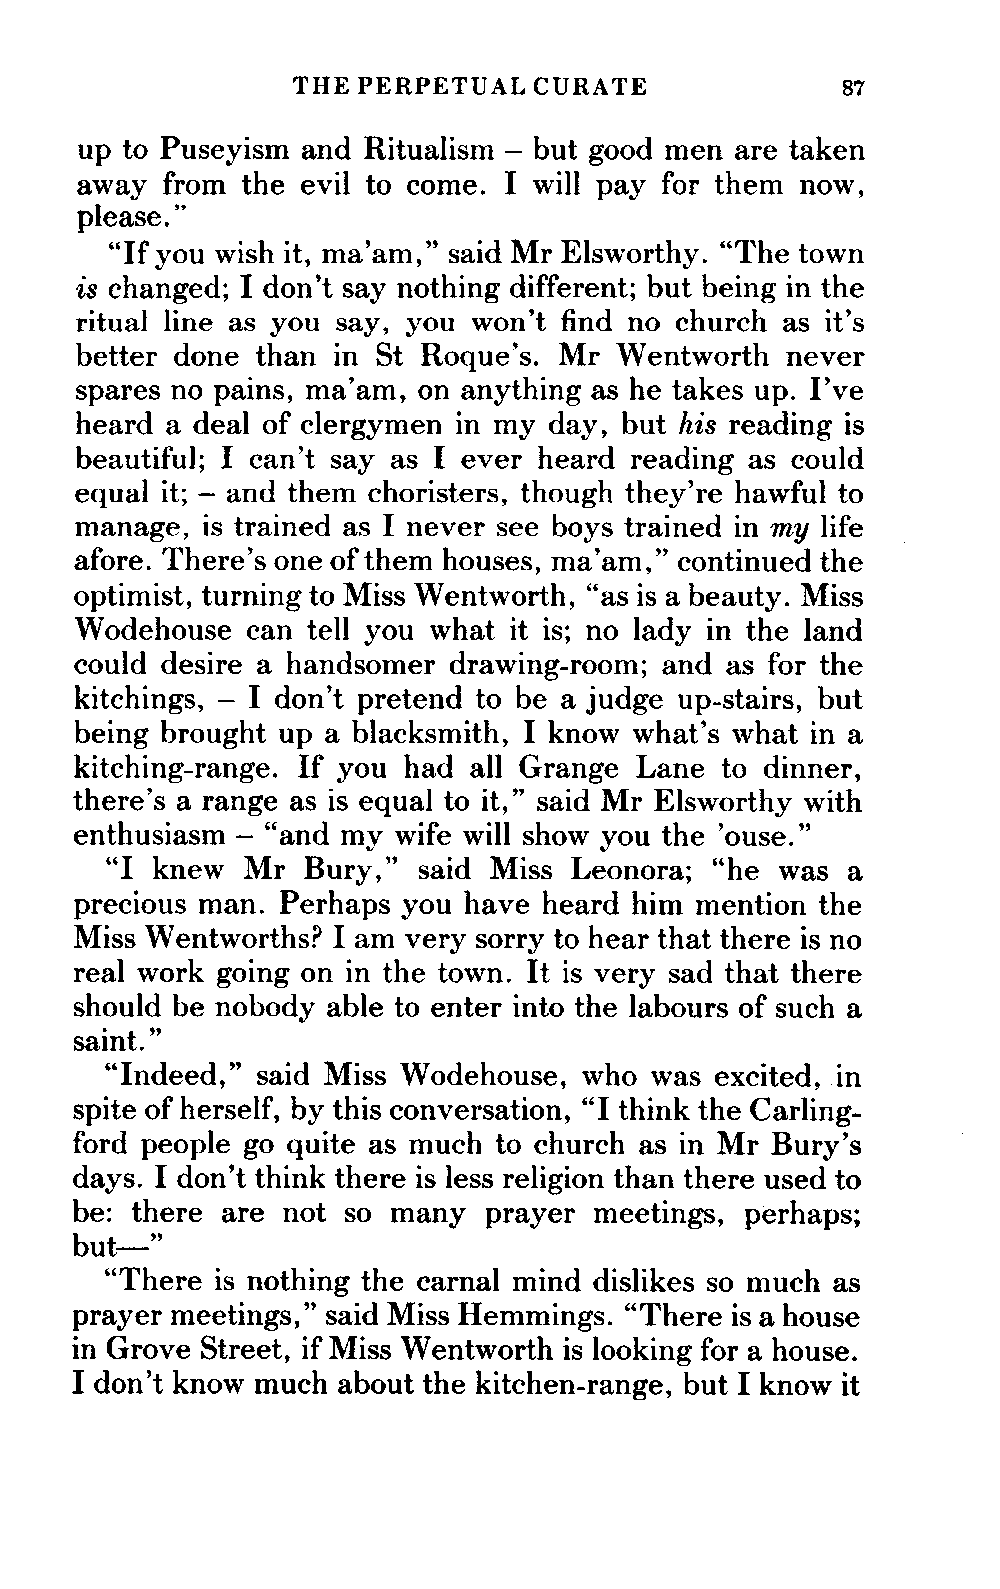 THE PERPETUAL CURATE 87
up to Puseyism and Ritualism – but good men are taken
away from the evil to come. I will pay for them now,
please.”
“If you wish it, ma’am,” said Mr Elsworthy. “The town
is changed; I don’t say nothing different; but being in the
ritual line as you say, you won’t find no church as it’s
better done than in St Roque’s. Mr Wentworth never
spares no pains, ma’am, on anything as he takes up. I’ve
heard a deal of clergymen in my day, but his reading is
beautiful; I can’t say as I ever heard reading as could
equal it; – and them choristers, though they’re hawful to
manage, is trained as I never see boys trained in my life
afore. There’s one of them houses, ma’am,” continued the
optimist, turning to Miss Wentworth, “as is a beauty. Miss
Wodehouse can tell you what it is; no lady in the land
could desire a handsomer drawing-room; and as for the
kitchings, – I don’t pretend to be a judge up-stairs, but
being brought up a blacksmith, I know what’s what in a
kitching-range. If you had all Grange Lane to dinner,
there’s a range as is equal to it,” said Mr Elsworthy with
enthusiasm – “and my wife will show you the ’ouse.”
“I knew Mr Bury,” said Miss Leonora; “he was a
precious man. Perhaps you have heard him mention the
Miss Wentworths? I am very sorry to hear that there is no
real work going on in the town. It is very sad that there
should be nobody able to enter into the labours of such a
saint.”
“Indeed,” said Miss Wodehouse, who was excited, in
spite of herself, by this conversation, “I think the Carling-
ford people go quite as much to church as in Mr Bury’s
days. I don’t think there is less religion than there used to
be: there are not so many prayer meetings, perhaps;
but—”
“There is nothing the carnal mind dislikes so much as
prayer meetings,” said Miss Hemmings. “There is a house
in Grove Street, if Miss Wentworth is looking for a house.
I don’t know much about the kitchen-range, but I know it